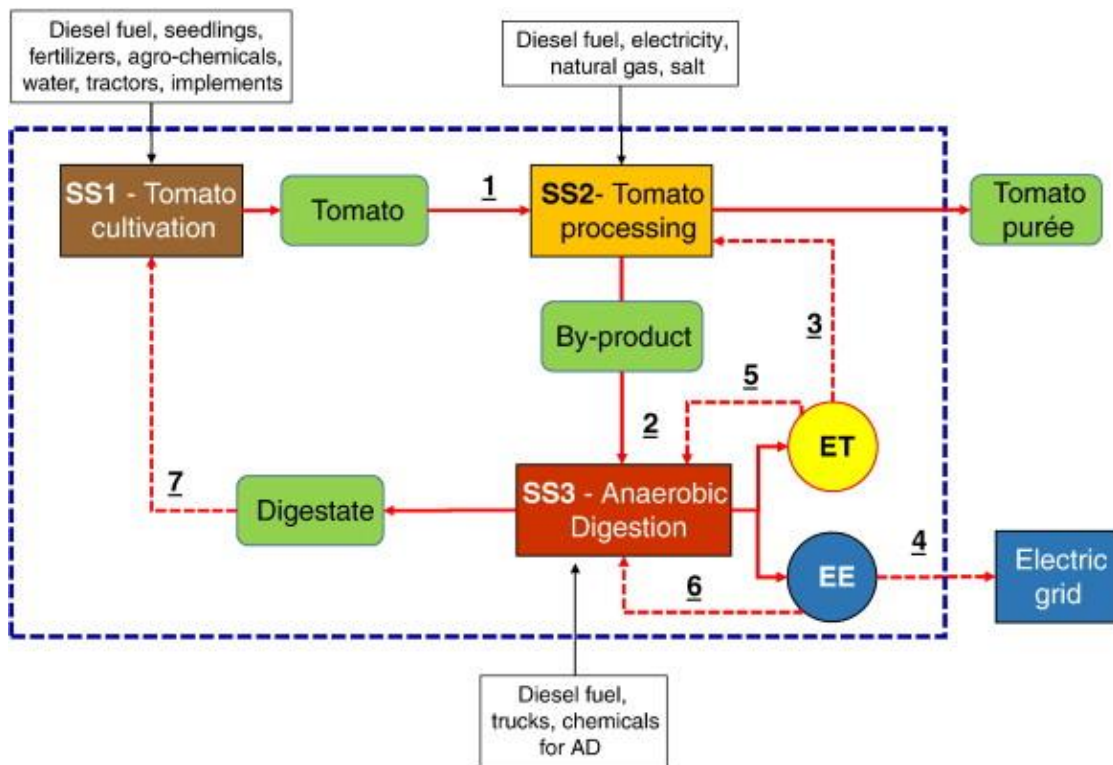 Diesel fuel, seedlings,
fertilizers, agro-chemicals,
water, tractors, implements
Diesel fuel, electricity,
natural gas, salt
SS1 - Tomato
cultivation
Tomato
1
SS2- Tomato
processing
Tomato
purée
By-product
3
5
2
ET
7
Digestate
SS3 - Anaerobic
Digestion
4
EE
6
Electric
grid
Diesel fuel,
trucks, chemicals
for AD